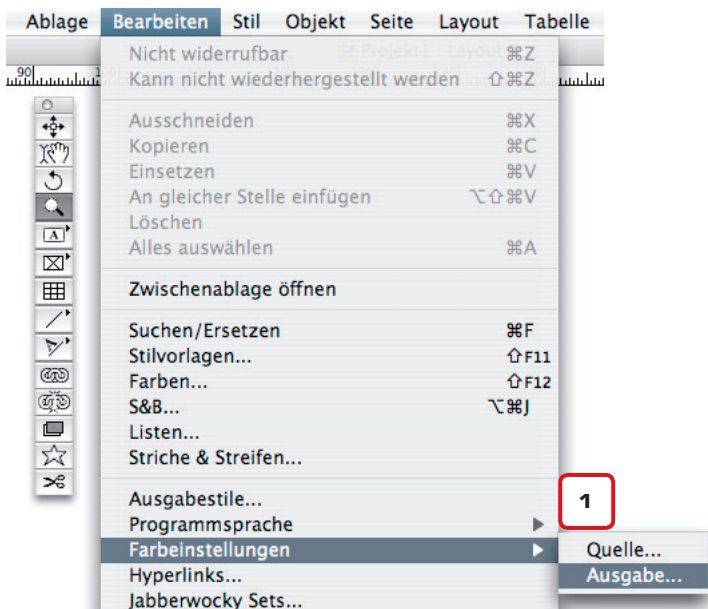 Ablage Bearbeiten Stil Objekt Seite Layout Tabelle
Nicht widerrufbar ⌘Z
Projekt1 : Layout
90
Kann nicht wiederhergestellt werden ⇧⌘Z
Ausschneiden ⌘X
Kopieren ⌘C
Einsetzen ⌘V
An gleicher Stelle einfügen ⌥⇧⌘V
Löschen
A
Alles auswählen ⌘A
Zwischenablage öffnen
Suchen/Ersetzen ⌘F
Stilvorlagen... ⇧F11
Farben... ⇧F12
S&B... ⌥⌘J
Listen...
Striche & Streifen...
Ausgabestile...
1
Programmsprache
Farbeinstellungen
Quelle...
Hyperlinks...
Ausgabe...
Jabberwocky Sets...